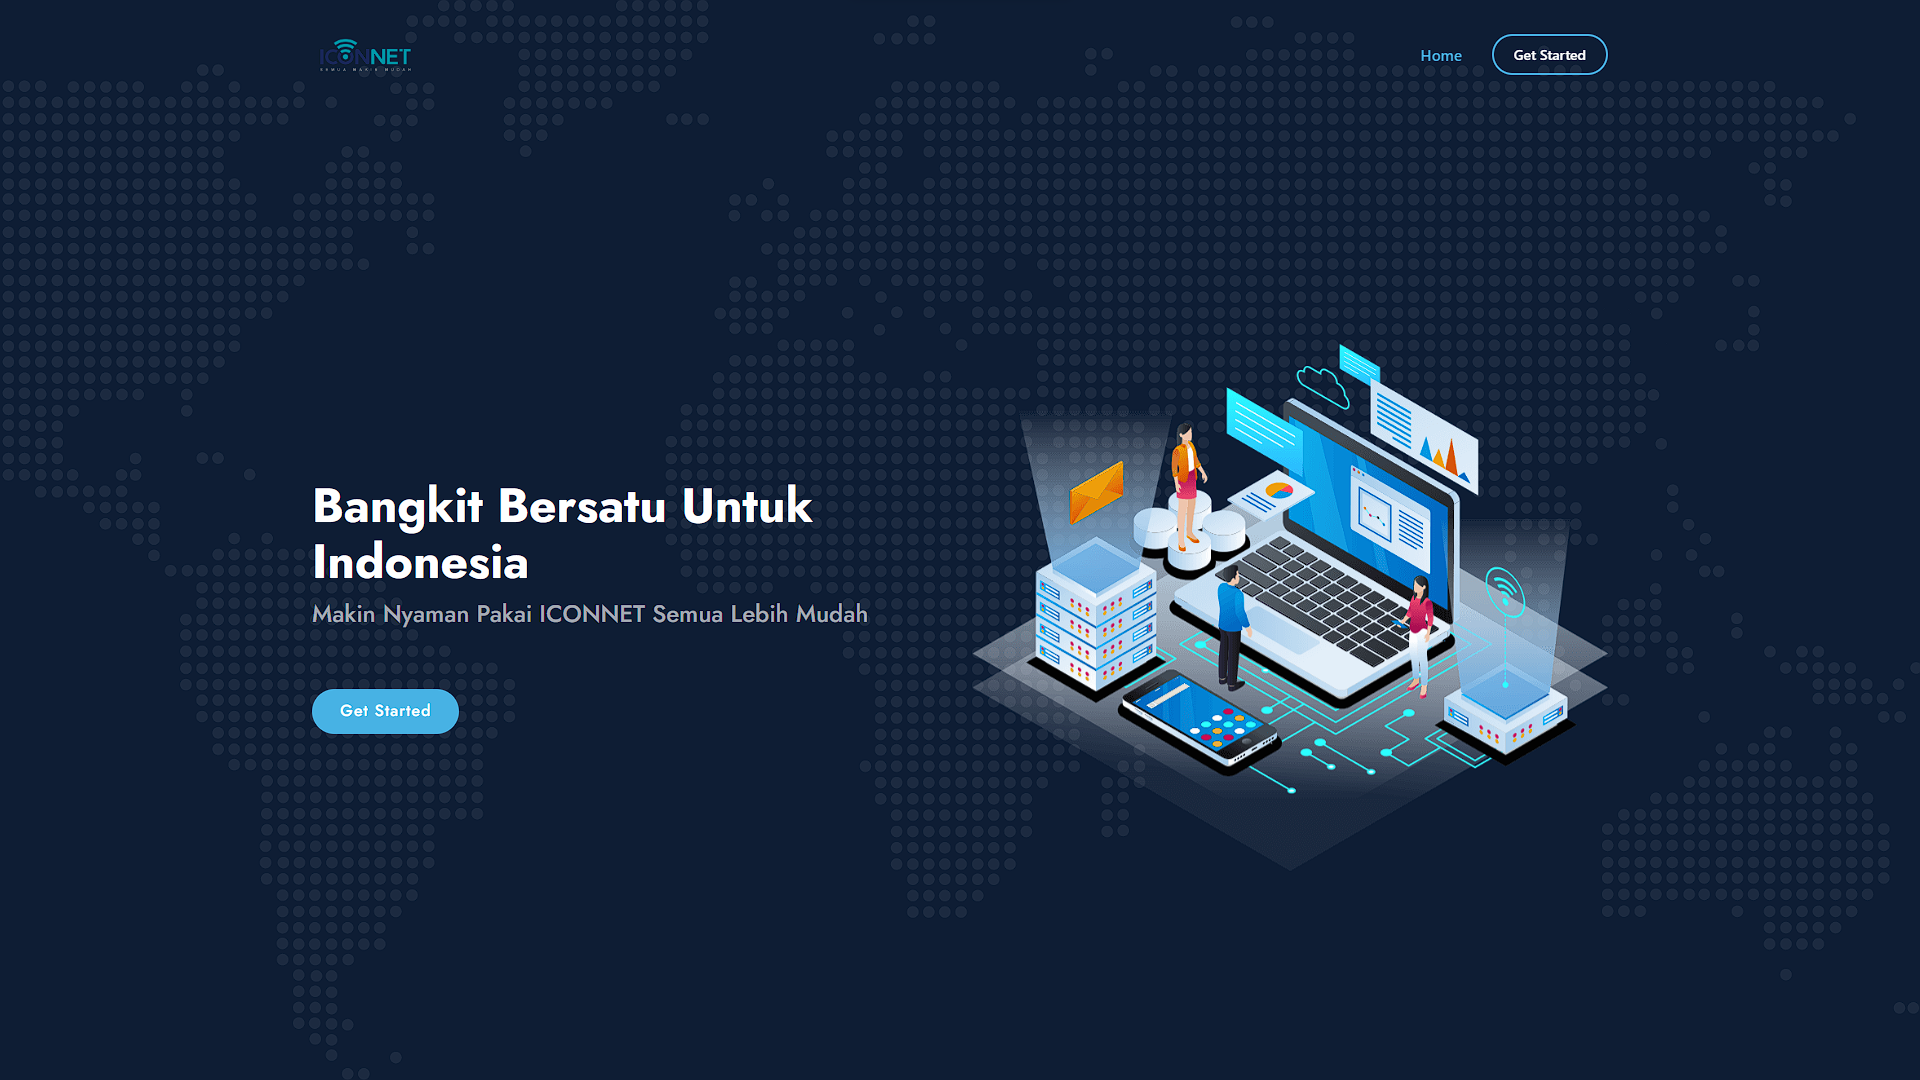 ICONNET
SEMUA MAKIN MUDAH
Home
Get Started
Bangkit Bersatu Untuk
Indonesia
Makin Nyaman Pakai ICONNET Semua Lebih Mudah
Get Started